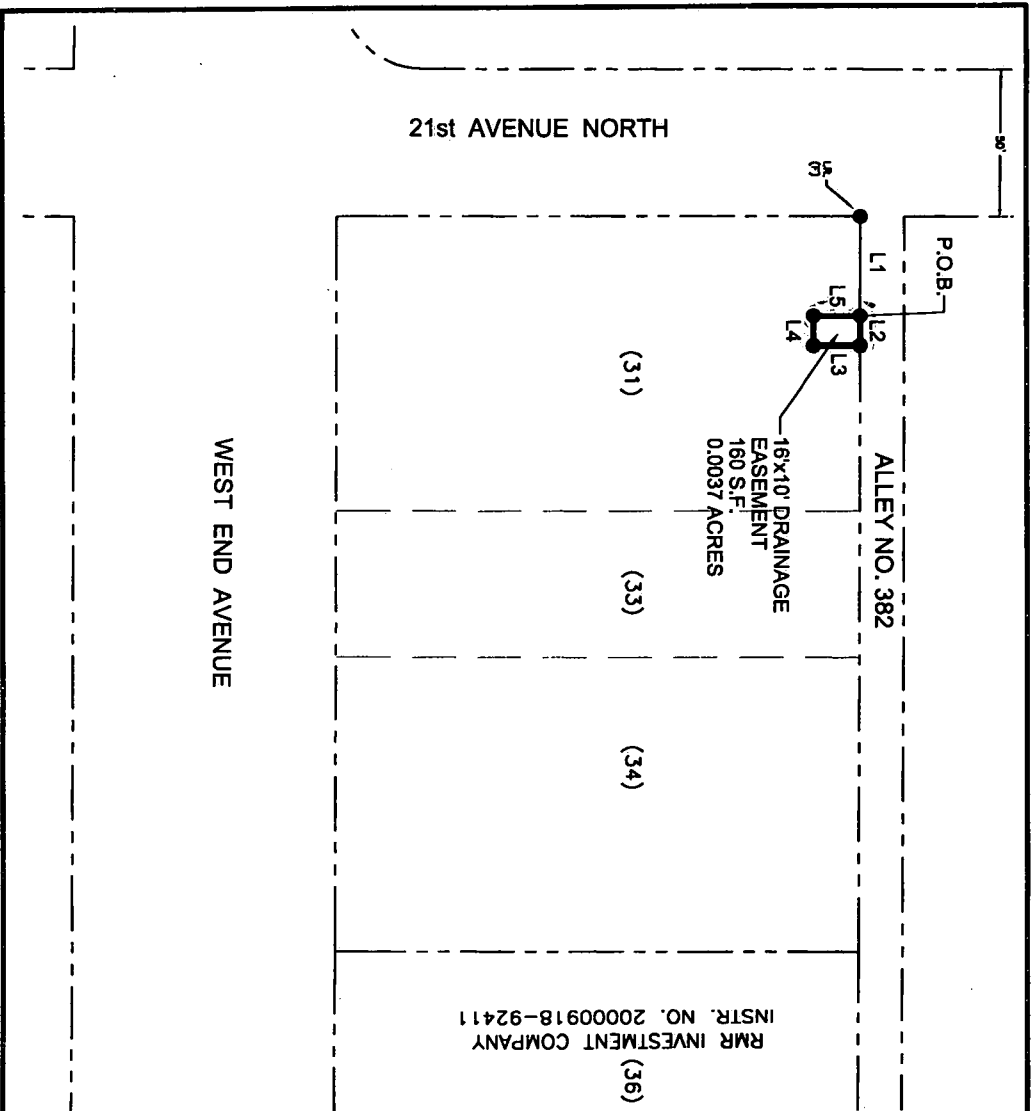 50'
21st AVENUE NORTH
I.R.
(F)
P.O.B.
L1
L2
L5
L3
L4
16'x10' DRAINAGE
EASEMENT
160 S.F.
0.0037 ACRES
ALLEY NO. 382
(31)
(33)
(34)
WEST END AVENUE
RMR INVESTMENT COMPANY
INSTR. NO. 20000918-92411
(36)